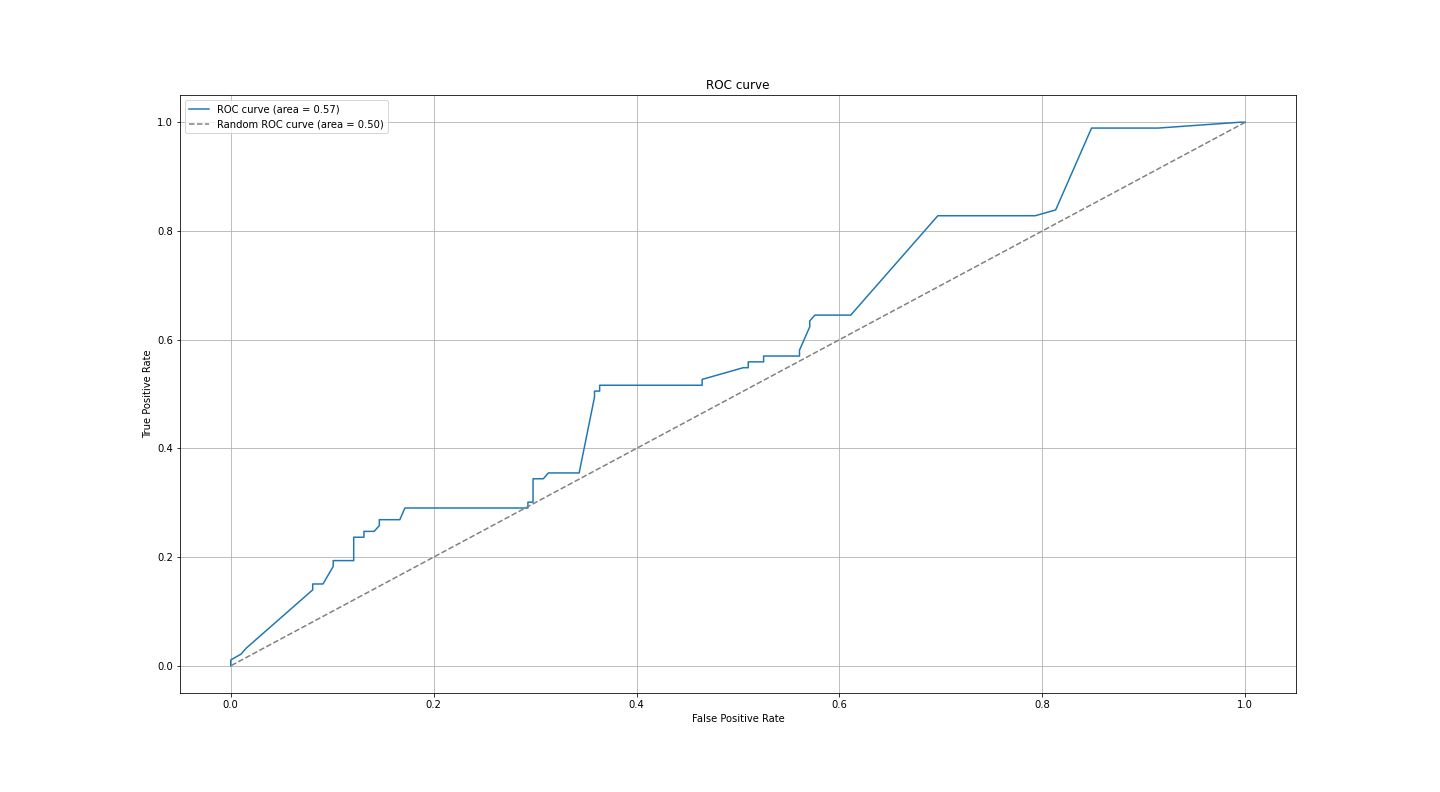 ROC curve
ROC curve (area = 0.57)
Random ROC curve (area = 0.50)
1.0
0.8
0.6
0.4
0.2
0.0
True Positive Rate
0.0 0.2 0.4 0.6 0.8 1.0
False Positive Rate